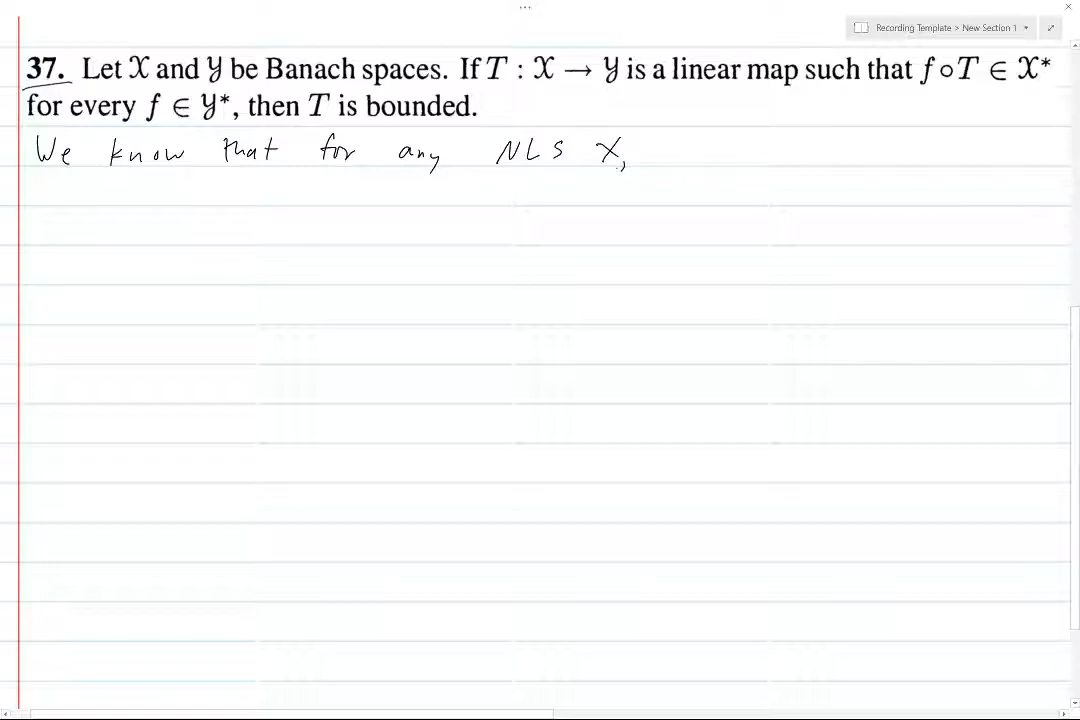 Recording Template > New Section 1
37. Let X and Y be Banach spaces. If T : X → Y is a linear map such that f∘T ∈ X*
for every f ∈ Y*, then T is bounded.
We know that for any NLS X,